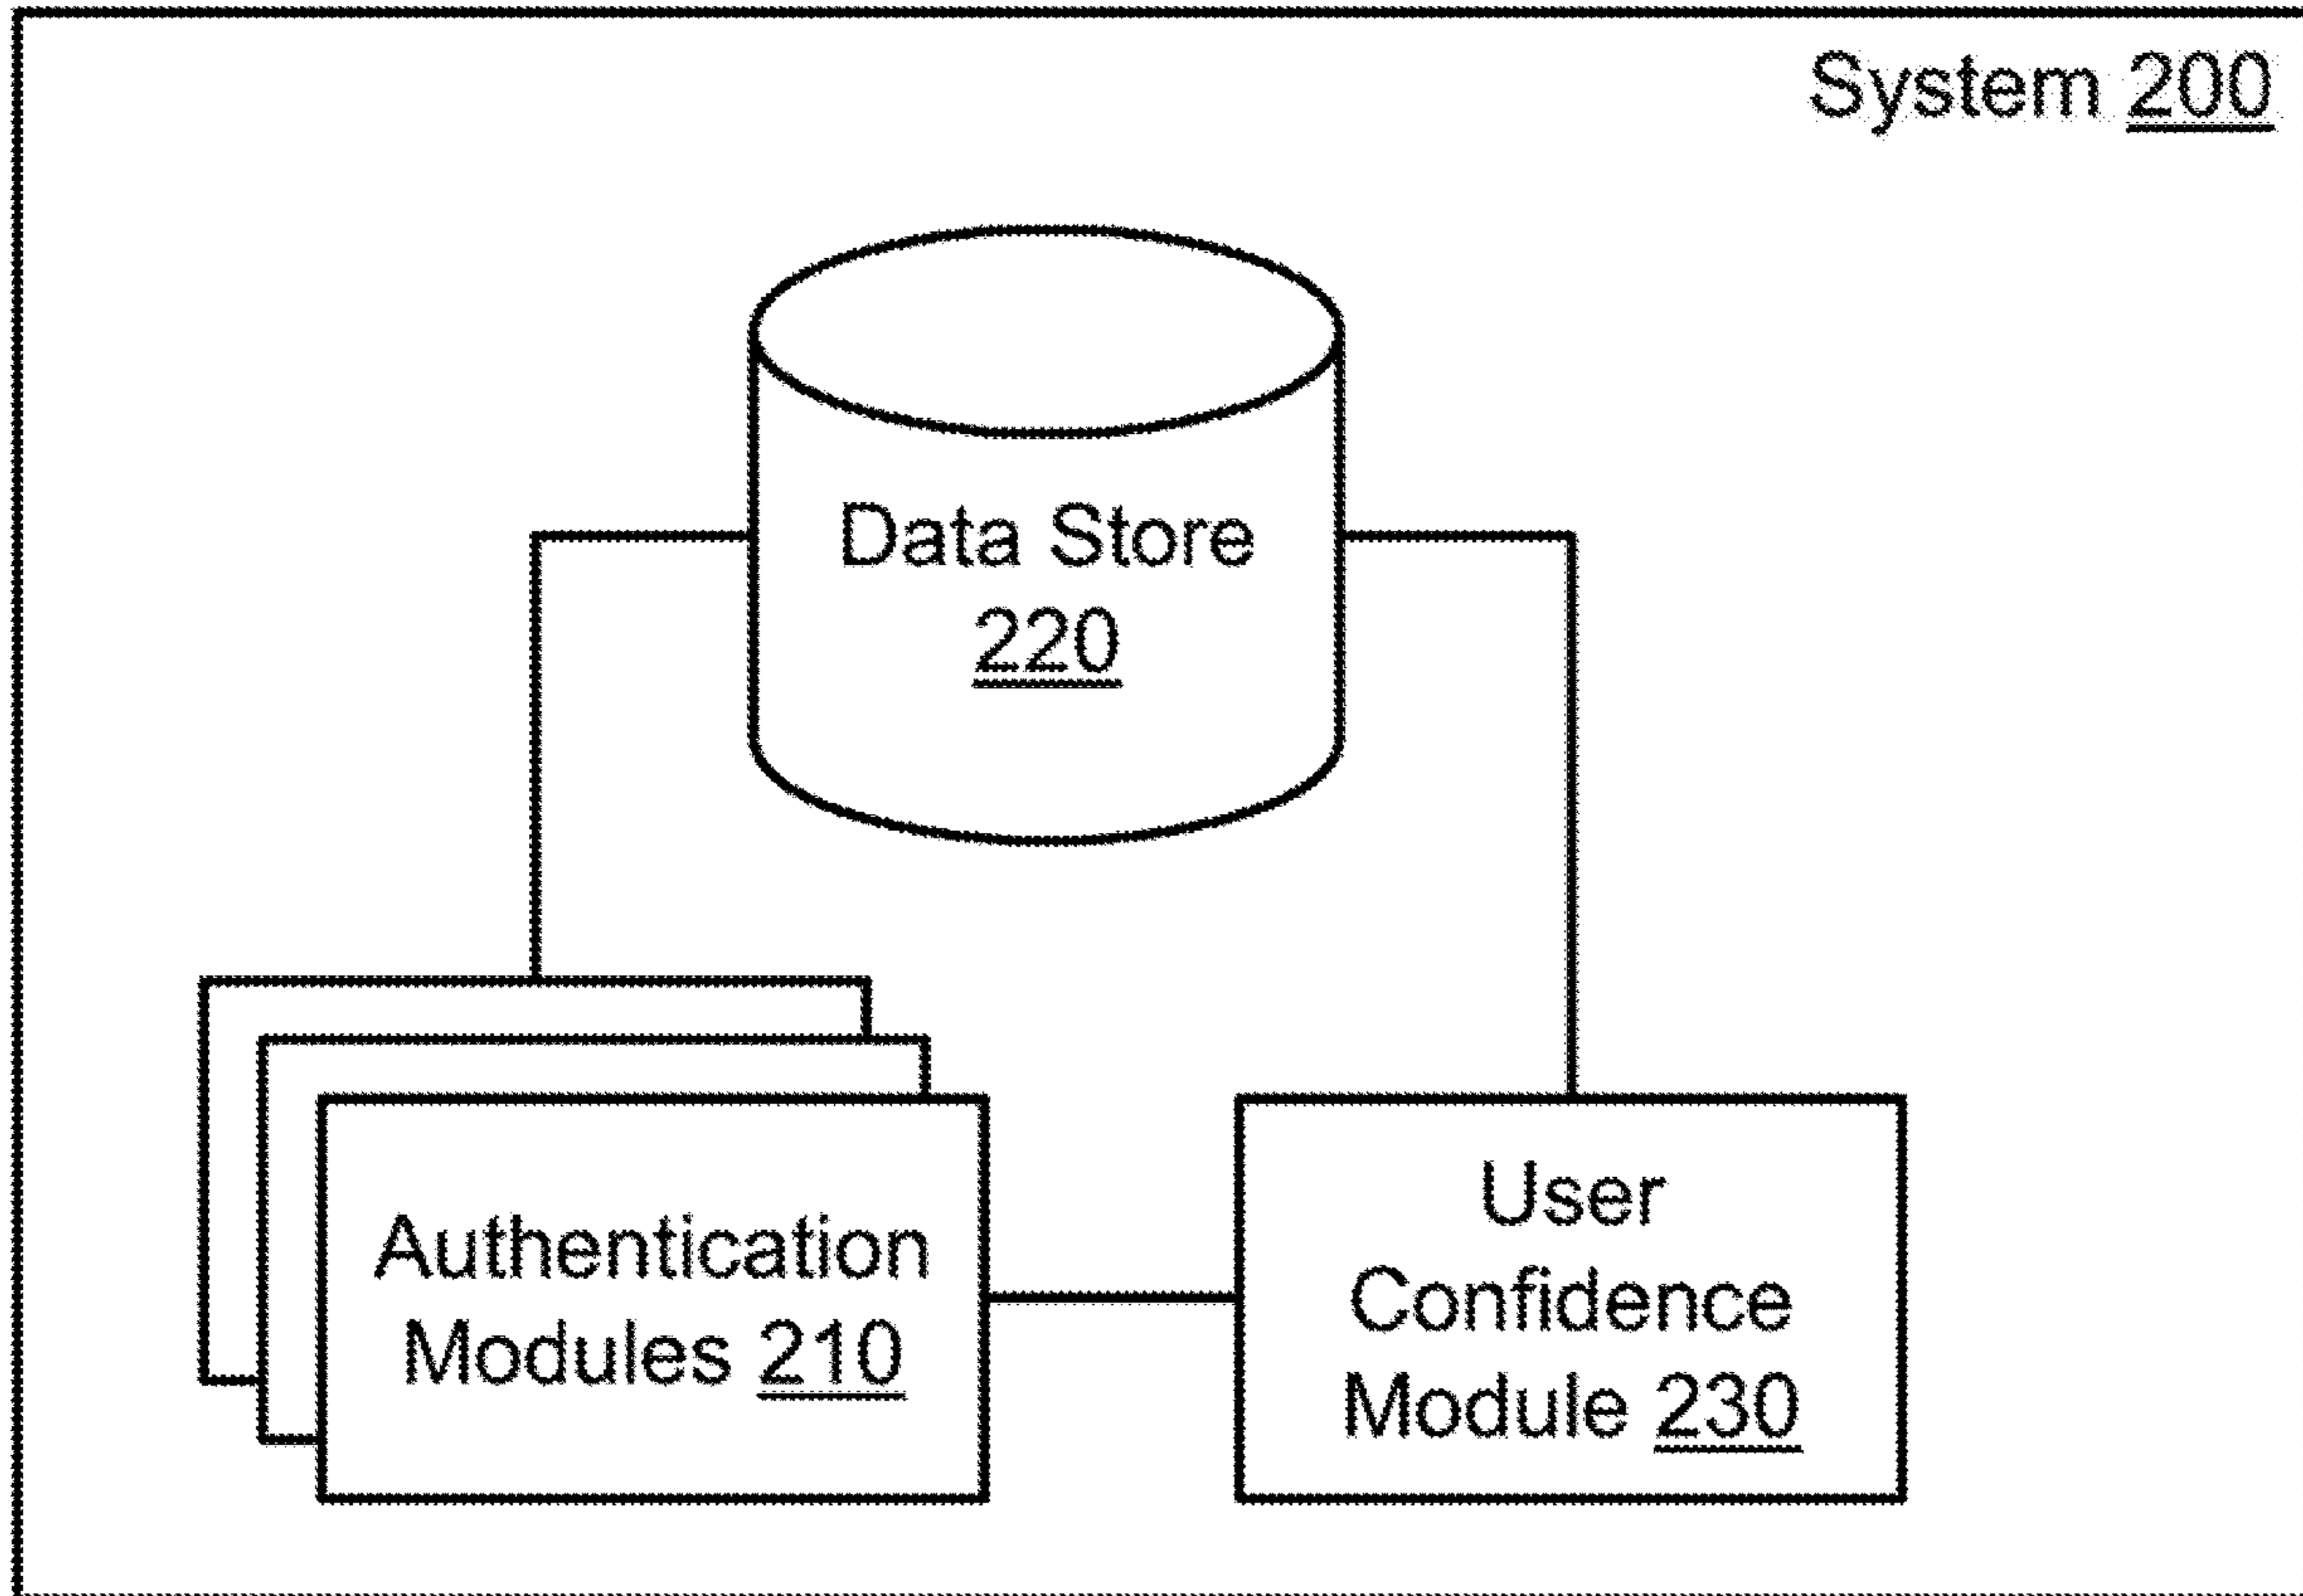 System 200
Data Store
220
Authentication
Modules 210
User
Confidence
Module 230